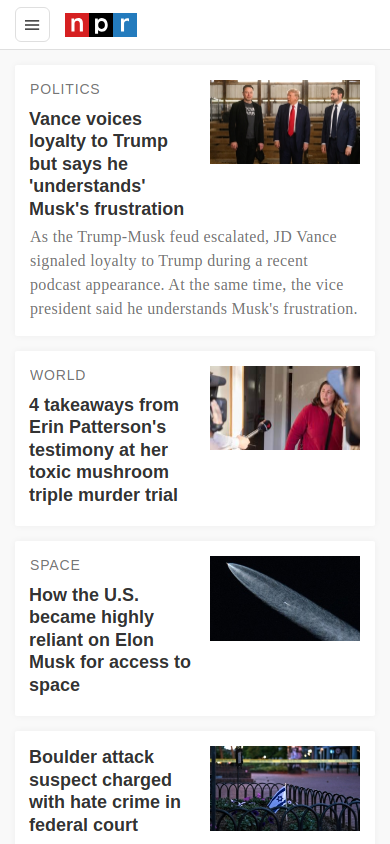 npr
POLITICS
Vance voices
loyalty to Trump
but says he
'understands'
Musk's frustration
As the Trump-Musk feud escalated, JD Vance
signaled loyalty to Trump during a recent
podcast appearance. At the same time, the vice
president said he understands Musk's frustration.
WORLD
4 takeaways from
Erin Patterson's
testimony at her
toxic mushroom
triple murder trial
SPACE
How the U.S.
became highly
reliant on Elon
Musk for access to
space
Boulder attack
suspect charged
with hate crime in
federal court